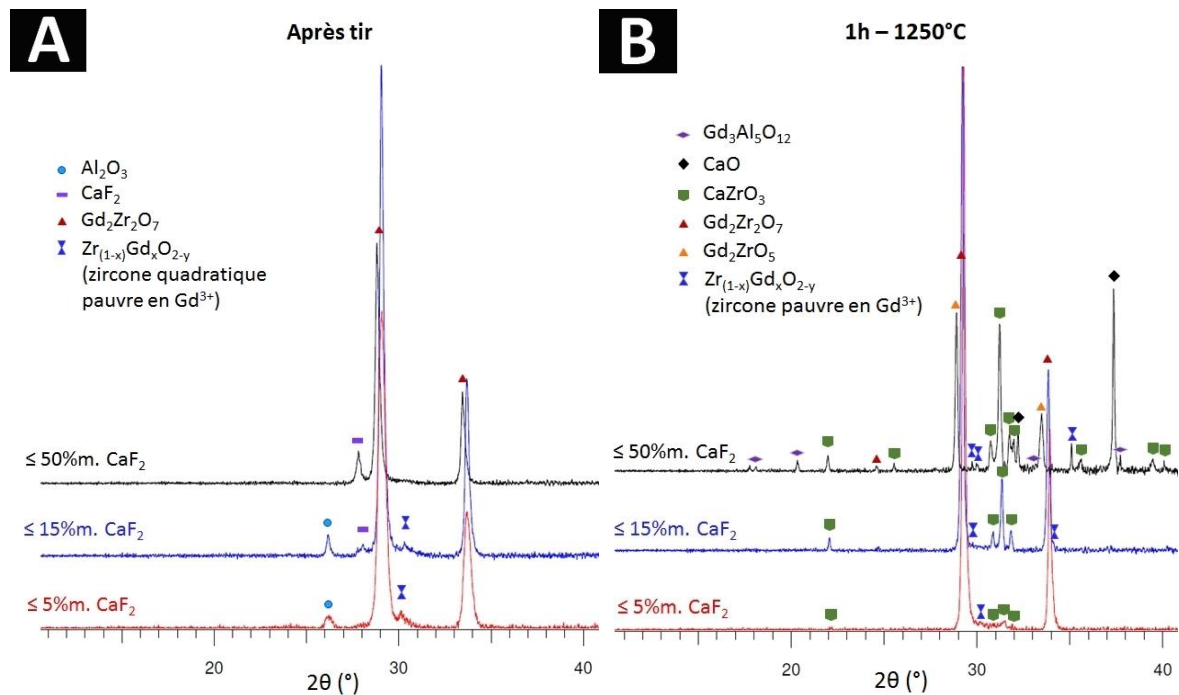 A
Après tir
Al₂O₃
CaF₂
Gd₂Zr₂O₇
Zr₍₁₋ₓ₎GdₓO₂₋ᵧ
(zircone quadratique
pauvre en Gd³⁺)
≤ 50%m. CaF₂
≤ 15%m. CaF₂
≤ 5%m. CaF₂
20
30
40
2θ (°)
B
1h – 1250°C
Gd₃Al₅O₁₂
CaO
CaZrO₃
Gd₂Zr₂O₇
Gd₂ZrO₅
Zr₍₁₋ₓ₎GdₓO₂₋ᵧ
(zircone pauvre en Gd³⁺)
≤ 50%m. CaF₂
≤ 15%m. CaF₂
≤ 5%m. CaF₂
20
30
40
2θ (°)